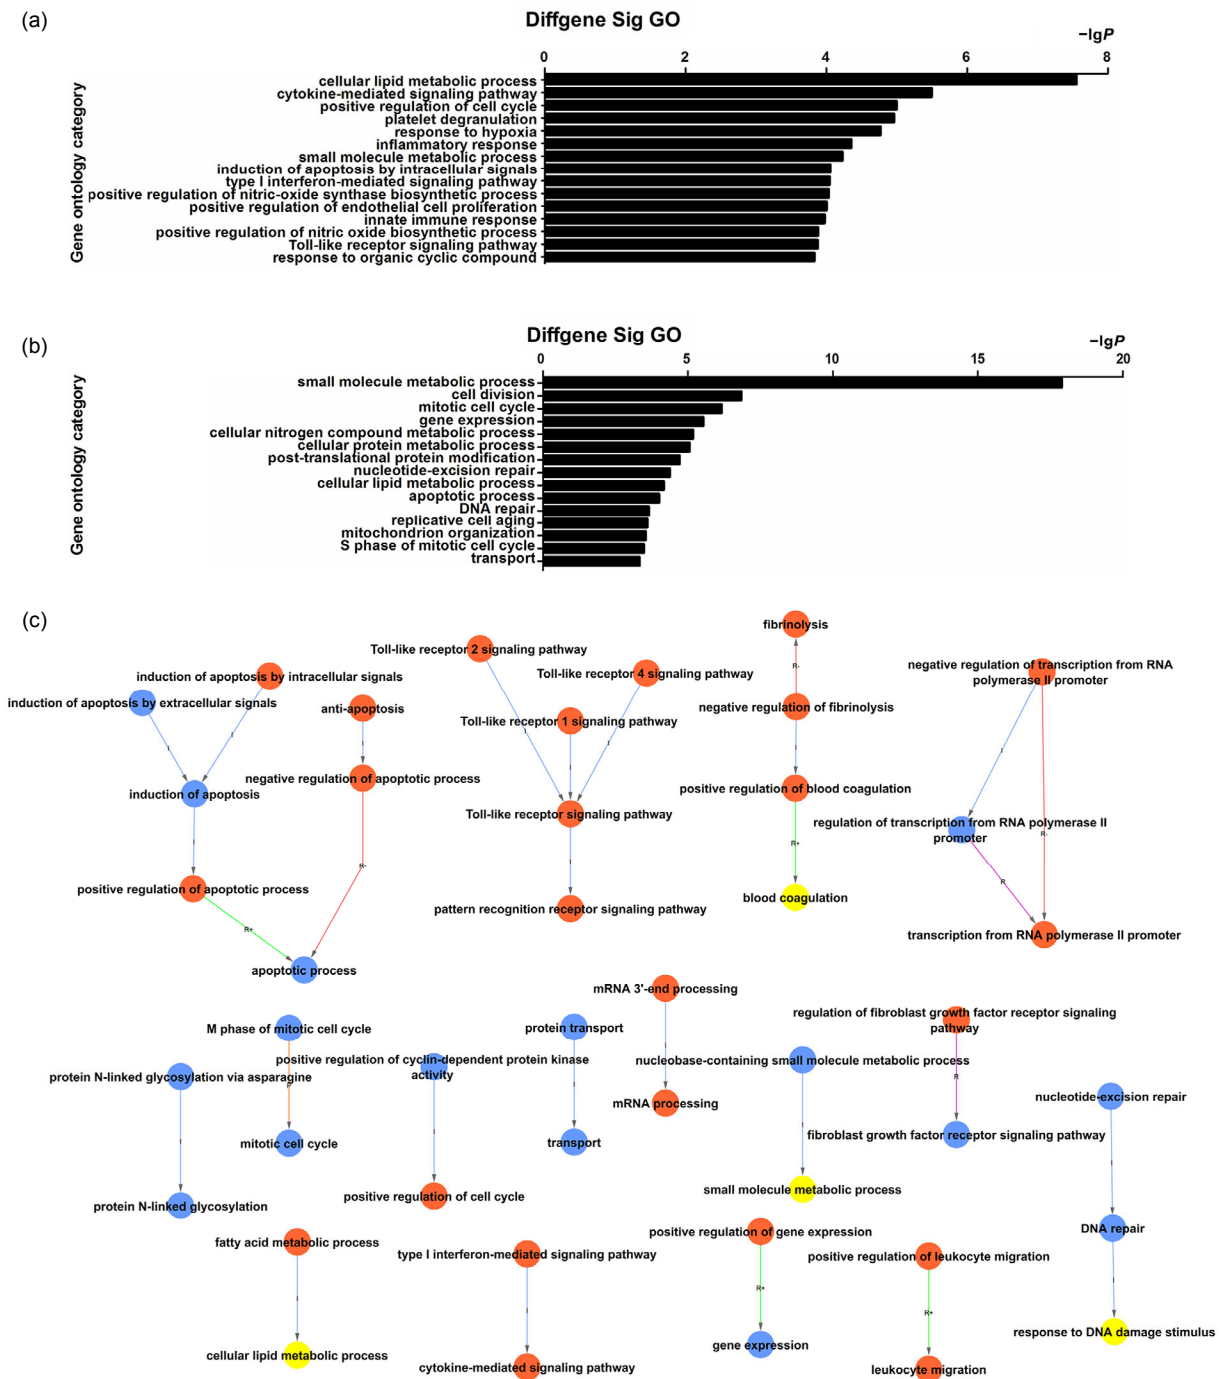 (a)
Diffgene Sig GO
−lgP
0 2 4 6 8
Gene ontology category
cellular lipid metabolic process
cytokine-mediated signaling pathway
positive regulation of cell cycle
platelet degranulation
response to hypoxia
inflammatory response
small molecule metabolic process
induction of apoptosis by intracellular signals
type I interferon-mediated signaling pathway
positive regulation of nitric-oxide synthase biosynthetic process
positive regulation of endothelial cell proliferation
innate immune response
positive regulation of nitric oxide biosynthetic process
Toll-like receptor signaling pathway
response to organic cyclic compound
(b)
Diffgene Sig GO
−lgP
0 5 10 15 20
Gene ontology category
small molecule metabolic process
cell division
mitotic cell cycle
gene expression
cellular nitrogen compound metabolic process
cellular protein metabolic process
post-translational protein modification
nucleotide-excision repair
cellular lipid metabolic process
apoptotic process
DNA repair
replicative cell aging
mitochondrion organization
S phase of mitotic cell cycle
transport
(c)
induction of apoptosis by intracellular signals
induction of apoptosis by extracellular signals
I
I
induction of apoptosis
I
positive regulation of apoptotic process
R+
apoptotic process
anti-apoptosis
I
negative regulation of apoptotic process
R-
Toll-like receptor 2 signaling pathway
Toll-like receptor 4 signaling pathway
Toll-like receptor 1 signaling pathway
I
I
I
Toll-like receptor signaling pathway
I
pattern recognition receptor signaling pathway
fibrinolysis
R-
negative regulation of fibrinolysis
I
positive regulation of blood coagulation
R+
blood coagulation
negative regulation of transcription from RNA
polymerase II promoter
I
regulation of transcription from RNA polymerase II
promoter
R-
R
transcription from RNA polymerase II promoter
M phase of mitotic cell cycle
P
mitotic cell cycle
protein N-linked glycosylation via asparagine
I
protein N-linked glycosylation
positive regulation of cyclin-dependent protein kinase
activity
I
positive regulation of cell cycle
protein transport
I
transport
mRNA 3'-end processing
I
mRNA processing
nucleobase-containing small molecule metabolic process
I
small molecule metabolic process
regulation of fibroblast growth factor receptor signaling
pathway
R
fibroblast growth factor receptor signaling pathway
nucleotide-excision repair
I
DNA repair
I
response to DNA damage stimulus
fatty acid metabolic process
I
cellular lipid metabolic process
type I interferon-mediated signaling pathway
I
cytokine-mediated signaling pathway
positive regulation of gene expression
R+
gene expression
positive regulation of leukocyte migration
R+
leukocyte migration